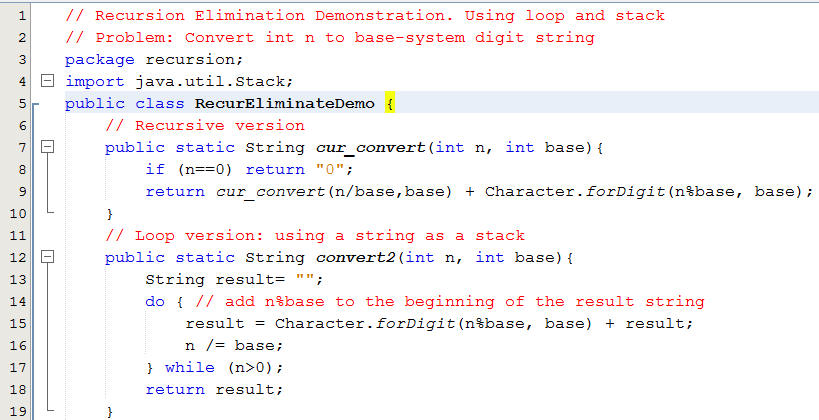 1 // Recursion Elimination Demonstration. Using loop and stack
2 // Problem: Convert int n to base-system digit string
3 package recursion;
4 import java.util.Stack;
5 public class RecurEliminateDemo {
6 // Recursive version
7 public static String cur_convert(int n, int base){
8 if (n==0) return "0";
9 return cur_convert(n/base,base) + Character.forDigit(n%base, base);
10 }
11 // Loop version: using a string as a stack
12 public static String convert2(int n, int base){
13 String result= "";
14 do { // add n%base to the beginning of the result string
15 result = Character.forDigit(n%base, base) + result;
16 n /= base;
17 } while (n>0);
18 return result;
19 }